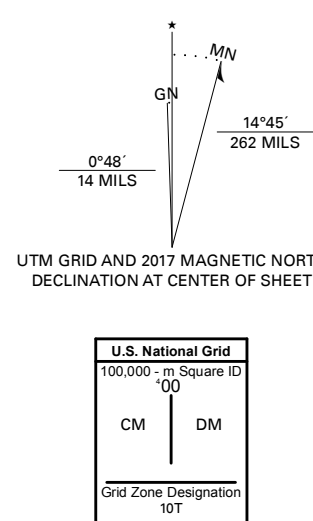 MN
GN
14°45´
262 MILS
0°48´
14 MILS
UTM GRID AND 2017 MAGNETIC NORT
DECLINATION AT CENTER OF SHEET
U.S. National Grid
100,000 - m Square ID
⁴00
CM DM
Grid Zone Designation
10T